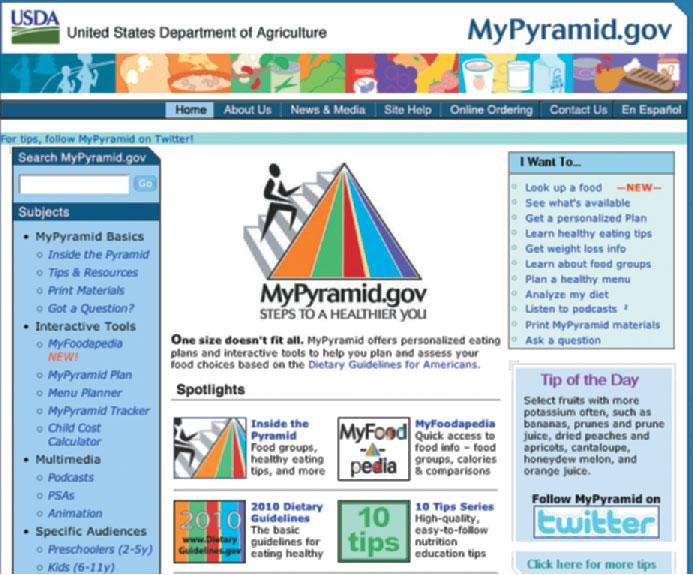 USDA
United States Department of Agriculture
MyPyramid.gov
Home
About Us
News & Media
Site Help
Online Ordering
Contact Us
En Español
For tips, follow MyPyramid on Twitter!
Search MyPyramid.gov
Go
Subjects
MyPyramid Basics
Inside the Pyramid
Tips & Resources
Print Materials
Got a Question?
Interactive Tools
MyFoodapedia
NEW!
MyPyramid Plan
Menu Planner
MyPyramid Tracker
Child Cost
Calculator
Multimedia
Podcasts
PSAs
Animation
Specific Audiences
Preschoolers (2-5y)
Kids (6-11y)
MyPyramid.gov
STEPS TO A HEALTHIER YOU
One size doesn't fit all. MyPyramid offers personalized eating
plans and interactive tools to help you plan and assess your
food choices based on the Dietary Guidelines for Americans.
Spotlights
Inside the
Pyramid
Food groups,
healthy eating
tips, and more
MyFood
-a-
pedia
MyFoodapedia
Quick access to
food info – food
groups, calories
& comparisons
2010
www.Dietary
Guidelines.gov
2010 Dietary
Guidelines
The basic
guidelines for
eating healthy
10
tips
10 Tips Series
High-quality,
easy-to-follow
nutrition
education tips
I Want To...
Look up a food —NEW—
See what's available
Get a personalized Plan
Learn healthy eating tips
Get weight loss info
Learn about food groups
Plan a healthy menu
Analyze my diet
Listen to podcasts
Print MyPyramid materials
Ask a question
Tip of the Day
Select fruits with more
potassium often, such as
bananas, prunes and prune
juice, dried peaches and
apricots, cantaloupe,
honeydew melon, and
orange juice.
Follow MyPyramid on
twitter
Click here for more tips